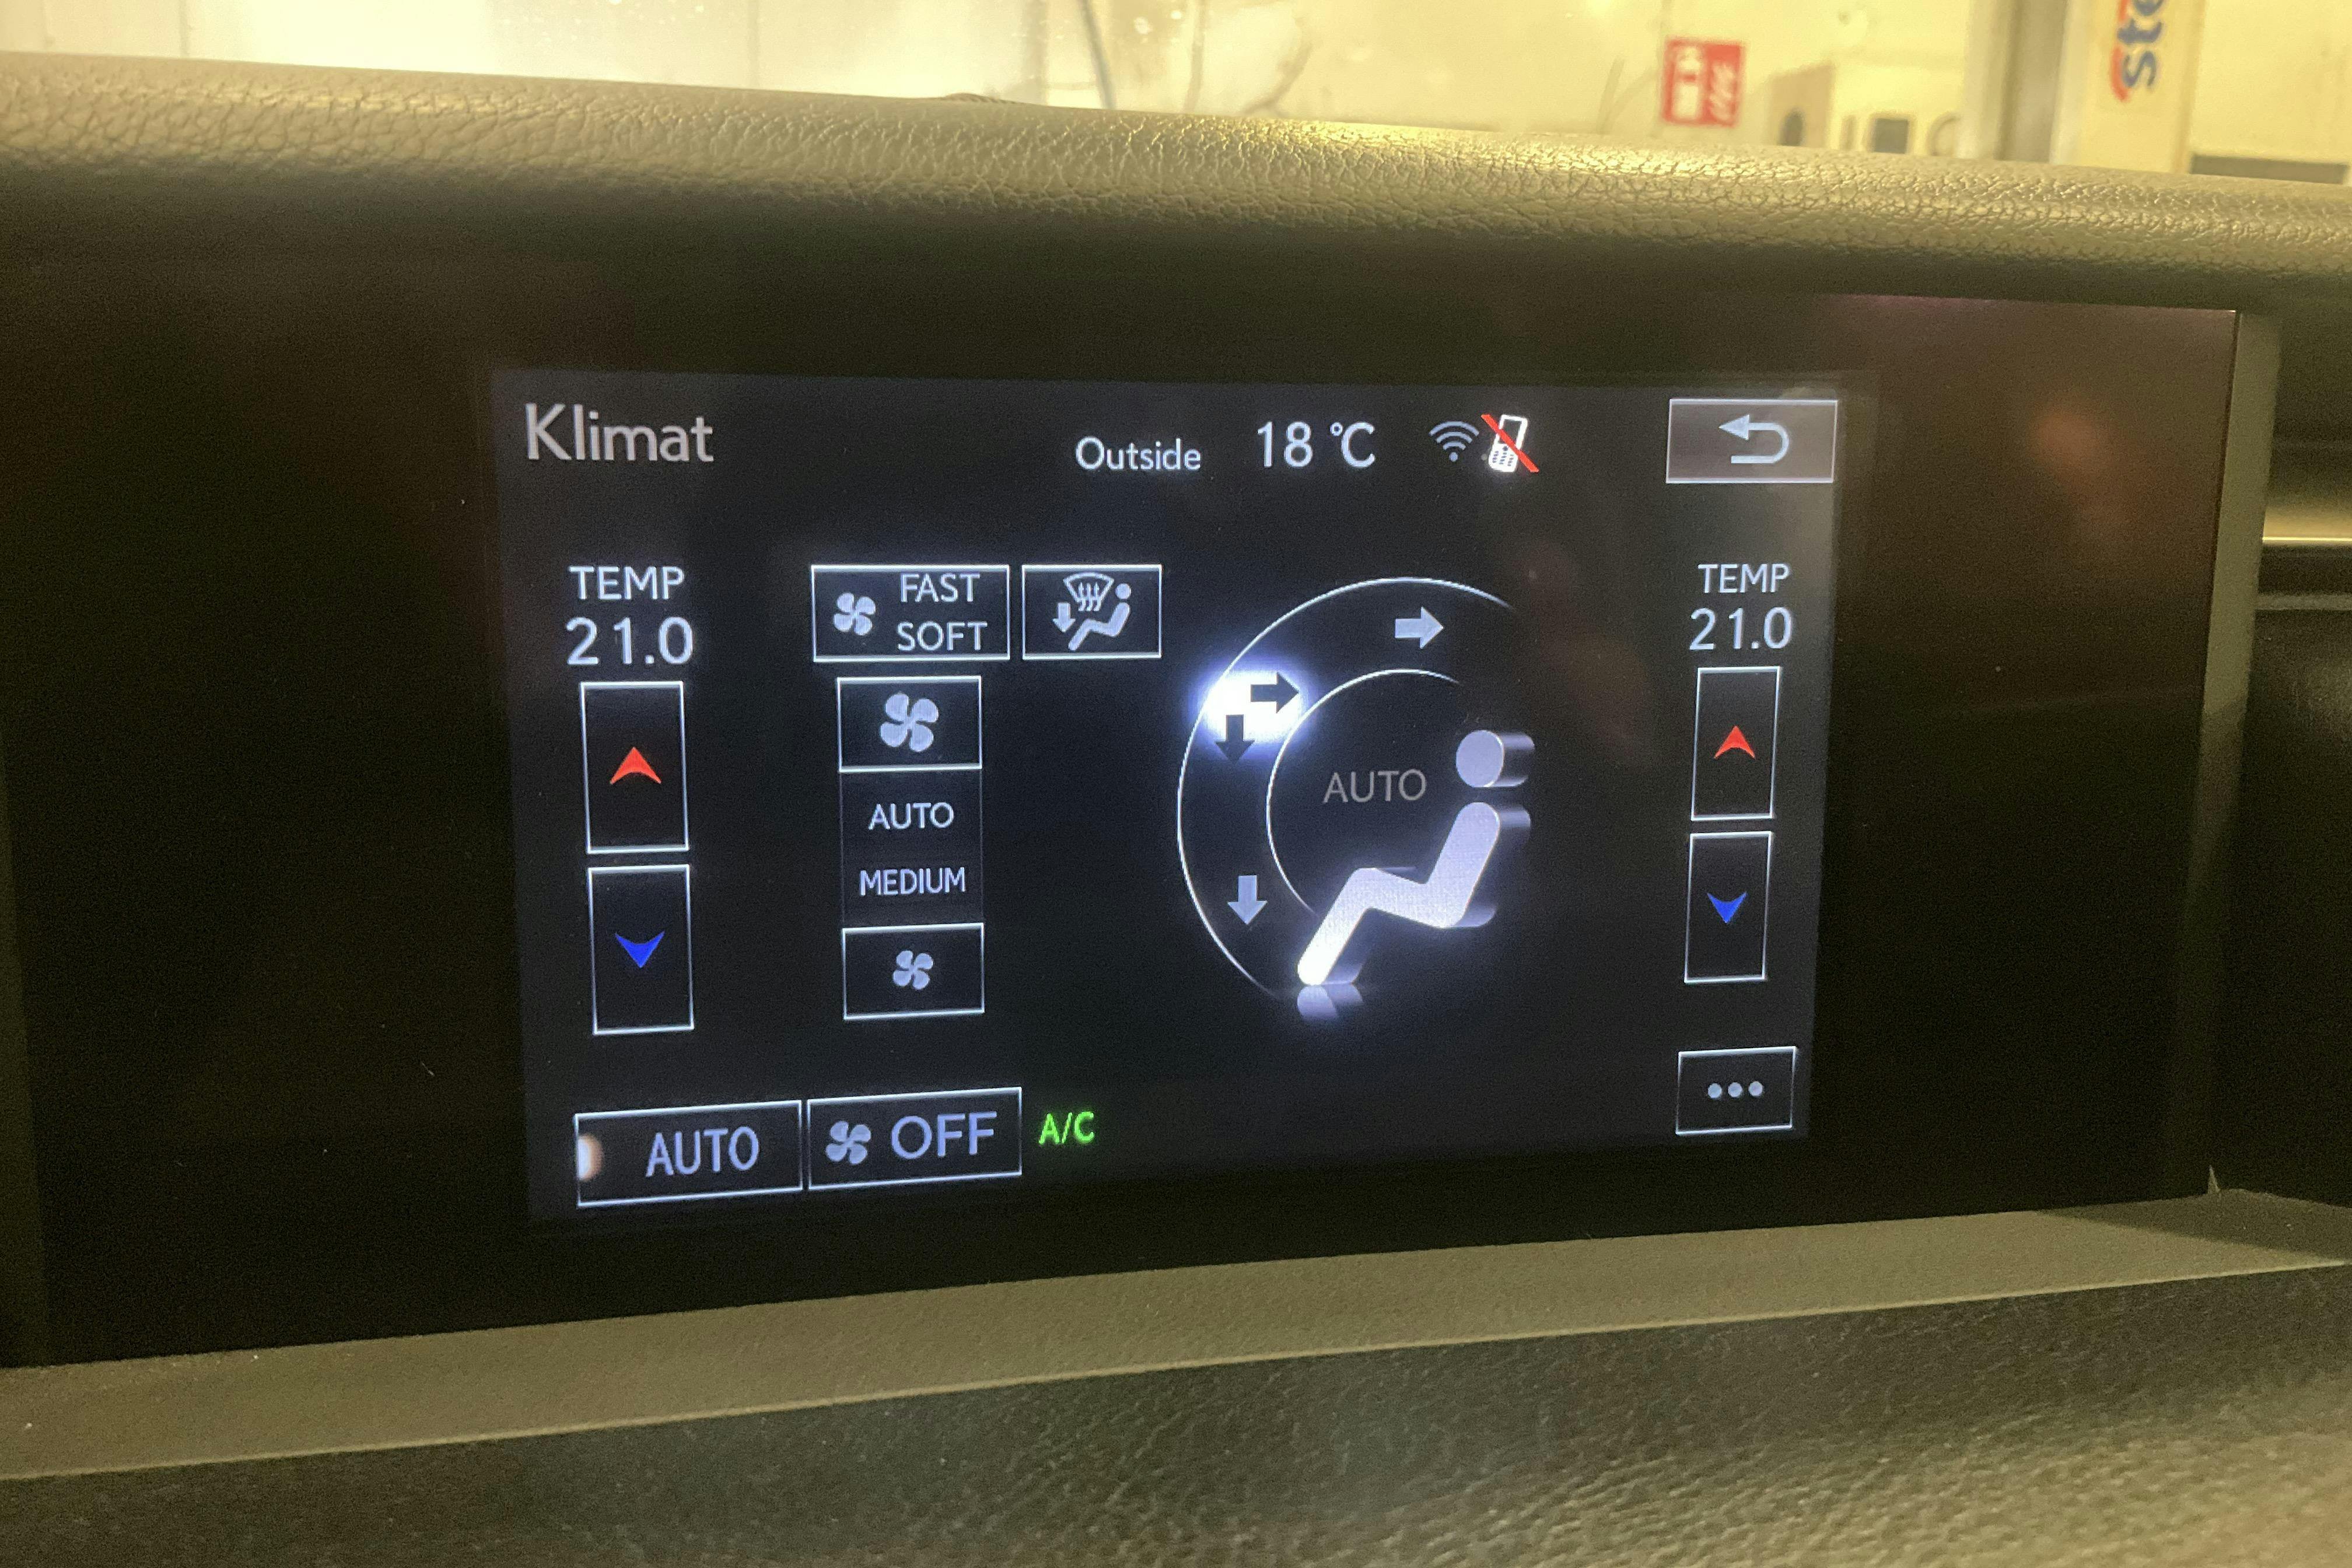 Klimat
Outside 18 °C
TEMP
21.0
FAST
SOFT
AUTO
MEDIUM
AUTO
TEMP
21.0
AUTO
OFF
A/C